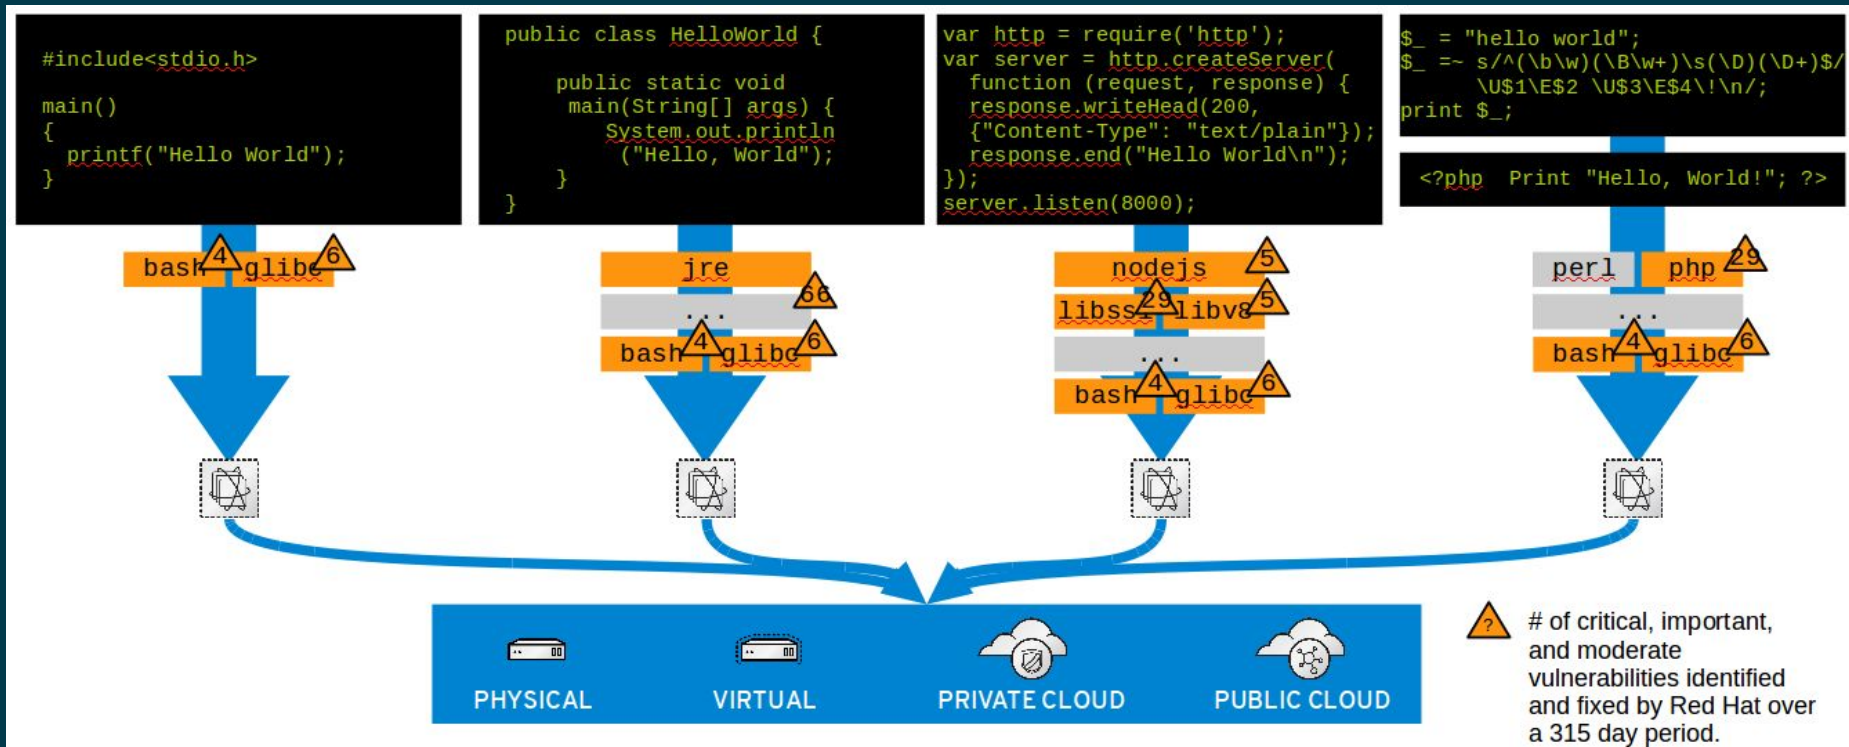 #include<stdio.h>
main()
{
printf("Hello World");
}
public class HelloWorld {
public static void
main(String[] args) {
System.out.println
("Hello, World");
}
}
var http = require('http');
var server = http.createServer(
function (request, response) {
response.writeHead(200,
{"Content-Type": "text/plain"});
response.end("Hello World\n");
});
server.listen(8000);
$_ = "hello world";
$_ =~ s/^(\b\w)(\B\w+)\s(\D)(\D+)$/
\U$1\E$2 \U$3\E$4\!\n/;
print $_;
<?php Print "Hello, World!"; ?>
bash 4 glibc 6
jre
... 66
bash 4 glibc 6
nodejs 5
libssl 29 libv8 5
...
bash 4 glibc 6
perl php 29
...
bash 4 glibc 6
PHYSICAL
VIRTUAL
PRIVATE CLOUD
PUBLIC CLOUD
? # of critical, important,
and moderate
vulnerabilities identified
and fixed by Red Hat over
a 315 day period.